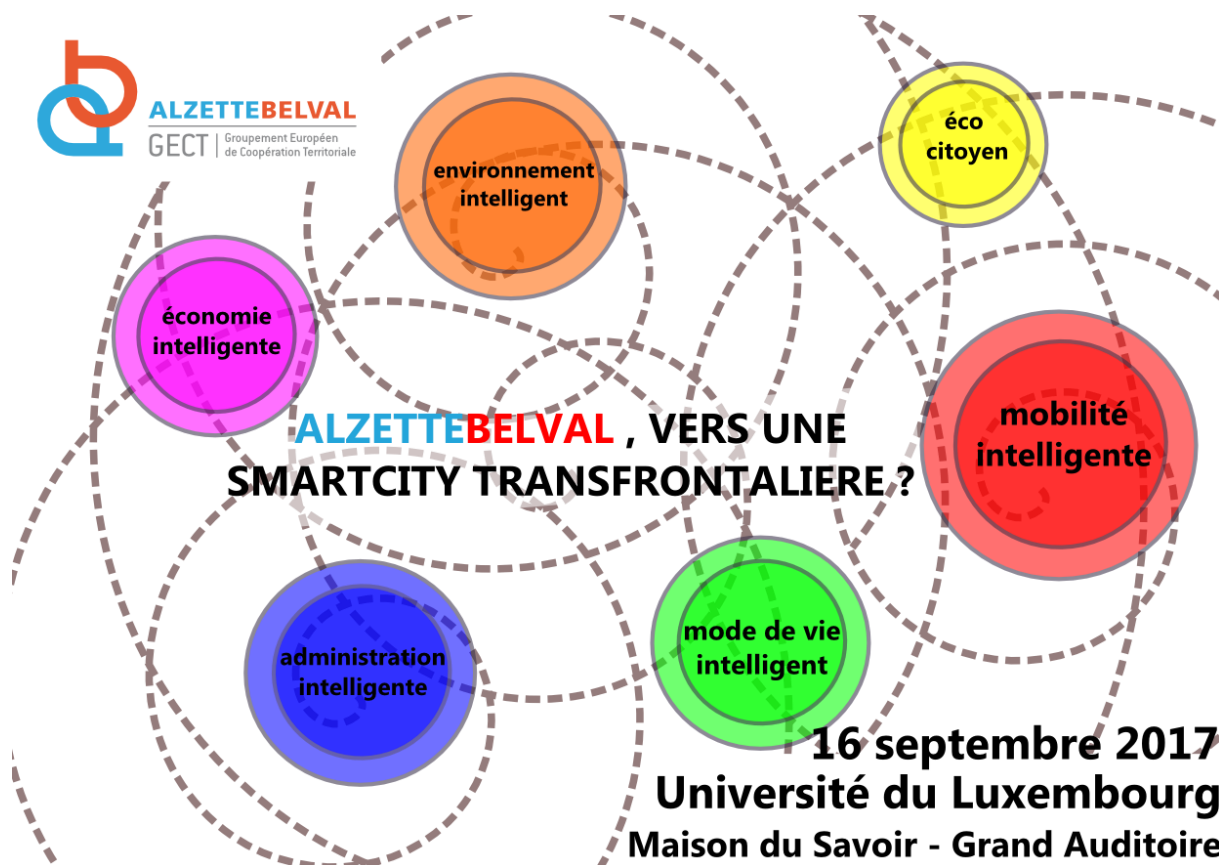 ALZETTEBELVAL
GECT
Groupement Européen
de Coopération Territoriale
environnement
intelligent
éco
citoyen
économie
intelligente
mobilité
intelligente
ALZETTEBELVAL , VERS UNE
SMARTCITY TRANSFRONTALIERE ?
administration
intelligente
mode de vie
intelligent
16 septembre 2017
Université du Luxembourg
Maison du Savoir - Grand Auditoire